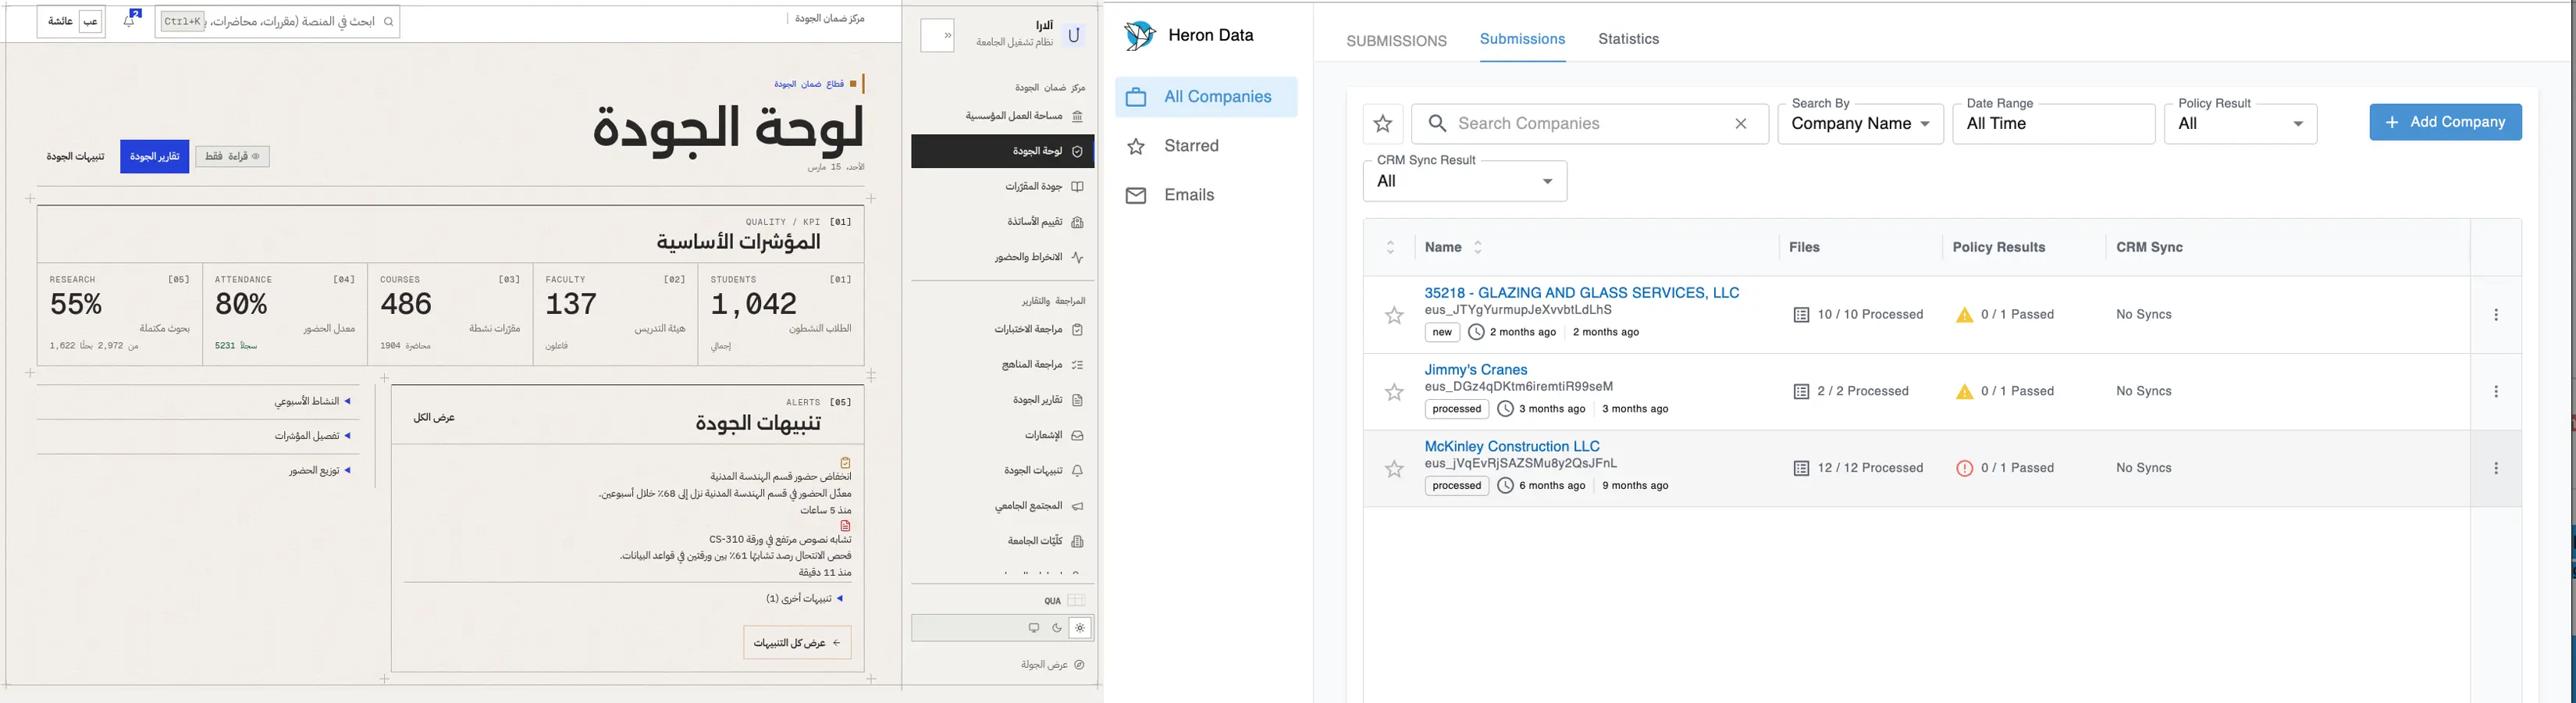 مركز ضمان الجودة
ابحث في المنصة (مقررات، محاضرات،
Ctrl+K
2
عب
عائشة
ألارا
نظام تشغيل الجامعة
»
مركز ضمان الجودة
مساحة العمل المؤسسية
لوحة الجودة
جودة المقرّرات
تقييم الأساتذة
الانخراط والحضور
المراجعة والتقارير
مراجعة الاختبارات
مراجعة المناهج
تقارير الجودة
الإشعارات
تنبيهات الجودة
المجتمع الجامعي
كلّيّات الجامعة
QUA
عرض الجولة
قطاع ضمان الجودة
لوحة الجودة
الأحد، 15 مارس
قراءة فقط
تقارير الجودة
تنبيهات الجودة
[01] QUALITY / KPI
المؤشرات الأساسية
[01] STUDENTS
1,042
الطلاب النشطون
إجمالي
[02] FACULTY
137
هيئة التدريس
فاعلون
[03] COURSES
486
مقرّرات نشطة
1904 محاضرة
[04] ATTENDANCE
80%
معدل الحضور
5231 سجلاً
[05] RESEARCH
55%
بحوث مكتملة
من 2,972 بحثًا 1,622
[05] ALERTS
تنبيهات الجودة
عرض الكل
انخفاض حضور قسم الهندسة المدنية
معدّل الحضور في قسم الهندسة المدنية نزل إلى 68٪ خلال أسبوعين.
منذ 5 ساعات
تشابه نصوص مرتفع في ورقة CS-310
فحص الانتحال رصد تشابهًا 61٪ بين ورقتين في قواعد البيانات.
منذ 11 دقيقة
تنبيهات أخرى (1)
عرض كل التنبيهات ←
النشاط الأسبوعي
تفصيل المؤشرات
توزيع الحضور
Heron Data
All Companies
Starred
Emails
SUBMISSIONS
Submissions
Statistics
Search Companies
Search By
Company Name
Date Range
All Time
Policy Result
All
+ Add Company
CRM Sync Result
All
Name
Files
Policy Results
CRM Sync
35218 - GLAZING AND GLASS SERVICES, LLC
eus_JTYgYurmupJeXvvbtLdLhS
new 2 months ago 2 months ago
10 / 10 Processed
0 / 1 Passed
No Syncs
Jimmy's Cranes
eus_DGz4qDKtm6iremtiR99seM
processed 3 months ago 3 months ago
2 / 2 Processed
0 / 1 Passed
No Syncs
McKinley Construction LLC
eus_jVqEvRjSAZSMu8y2QsJFnL
processed 6 months ago 9 months ago
12 / 12 Processed
0 / 1 Passed
No Syncs